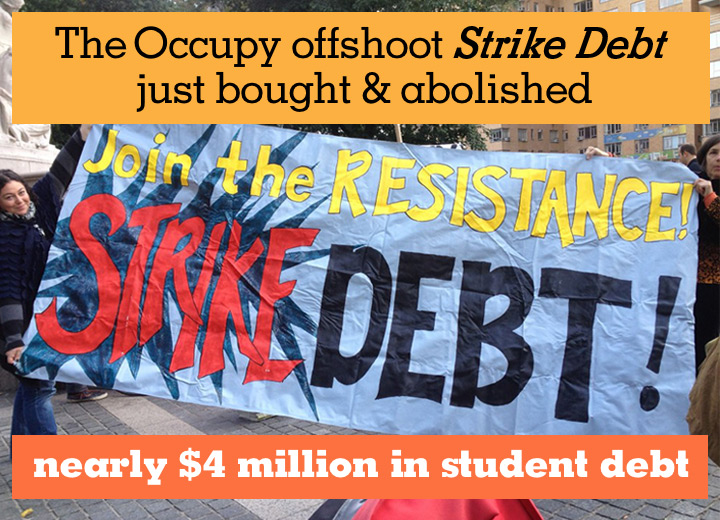 The Occupy offshoot Strike Debt
just bought & abolished
Join the RESISTANCE!
STRIKE DEBT!
nearly $4 million in student debt